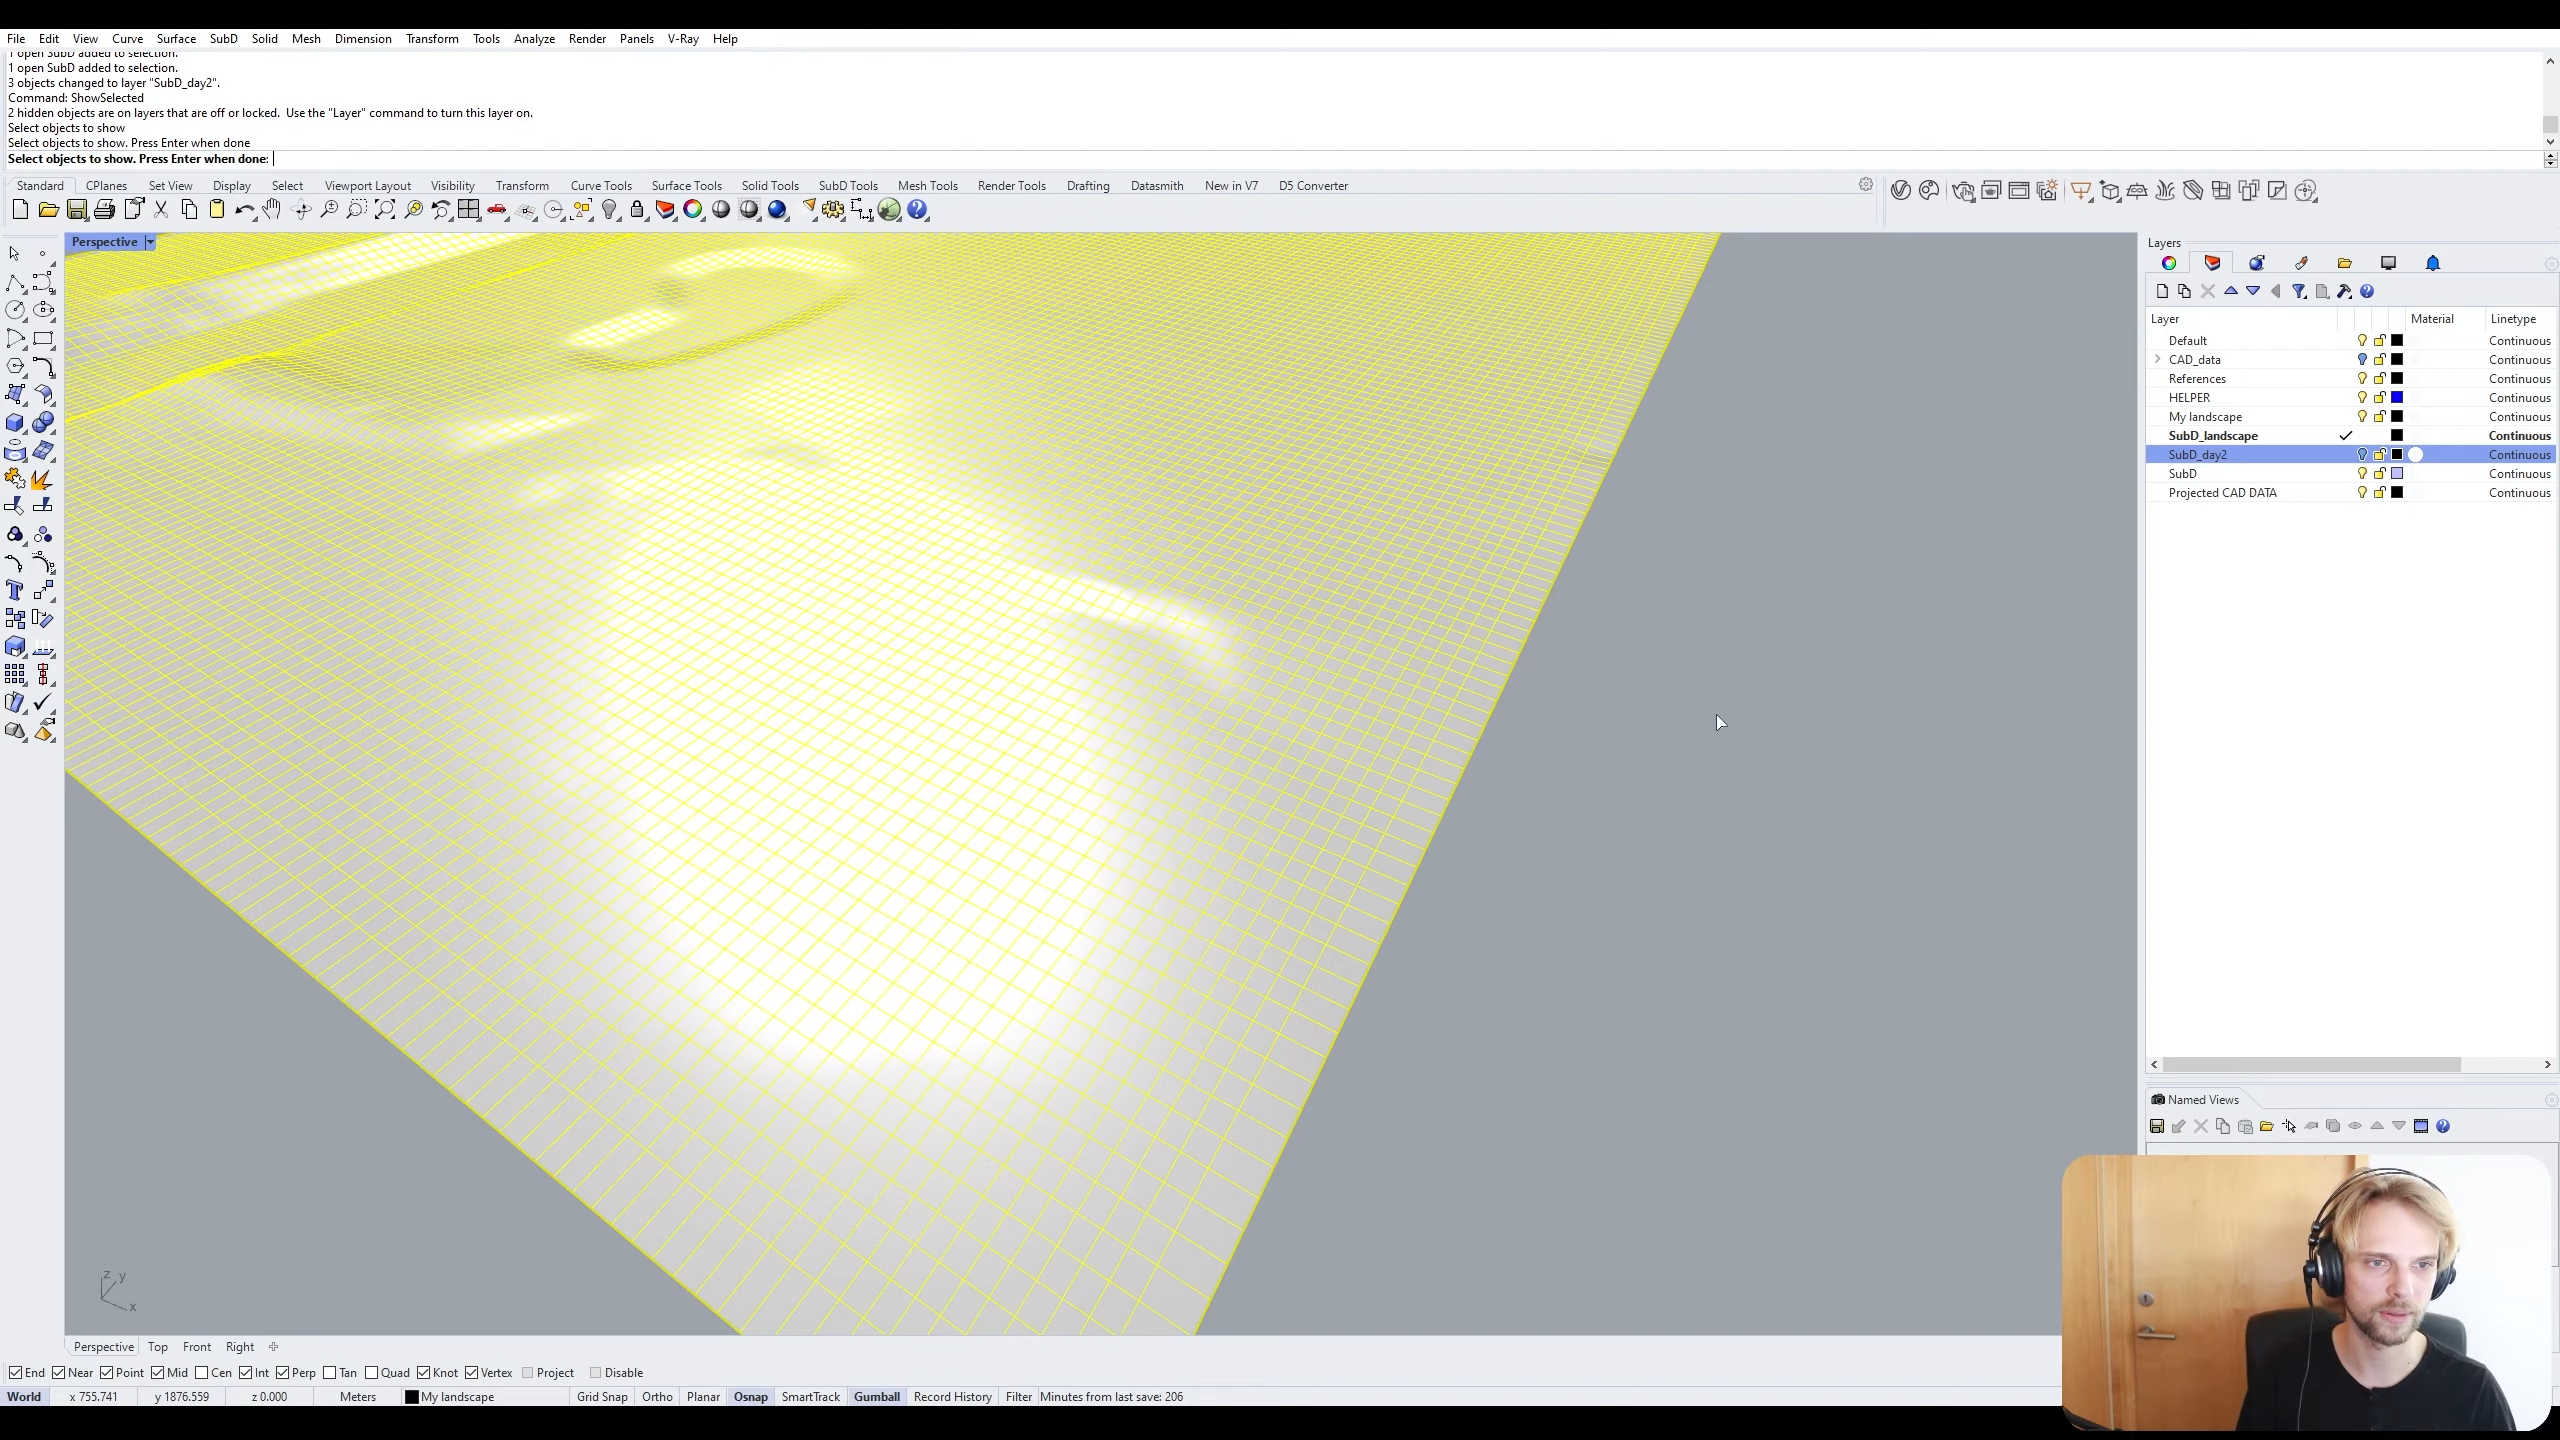 File Edit View Curve Surface SubD Solid Mesh Dimension Transform Tools Analyze Render Panels V-Ray Help
1 open SubD added to selection.
1 open SubD added to selection.
3 objects changed to layer "SubD_day2".
Command: ShowSelected
2 hidden objects are on layers that are off or locked. Use the "Layer" command to turn this layer on.
Select objects to show
Select objects to show. Press Enter when done
Select objects to show. Press Enter when done:
Standard CPlanes Set View Display Select Viewport Layout Visibility Transform Curve Tools Surface Tools Solid Tools SubD Tools Mesh Tools Render Tools Drafting Datasmith New in V7 D5 Converter
Perspective
Layers
Layer Material Linetype
Default Continuous
CAD_data Continuous
References Continuous
HELPER Continuous
My landscape Continuous
SubD_landscape Continuous
SubD_day2 Continuous
SubD Continuous
Projected CAD DATA Continuous
Named Views
z y
x
Perspective Top Front Right
End Near Point Mid Cen Int Perp Tan Quad Knot Vertex Project Disable
World x 755.741 y 1876.559 z 0.000 Meters My landscape Grid Snap Ortho Planar Osnap SmartTrack Gumball Record History Filter Minutes from last save: 206